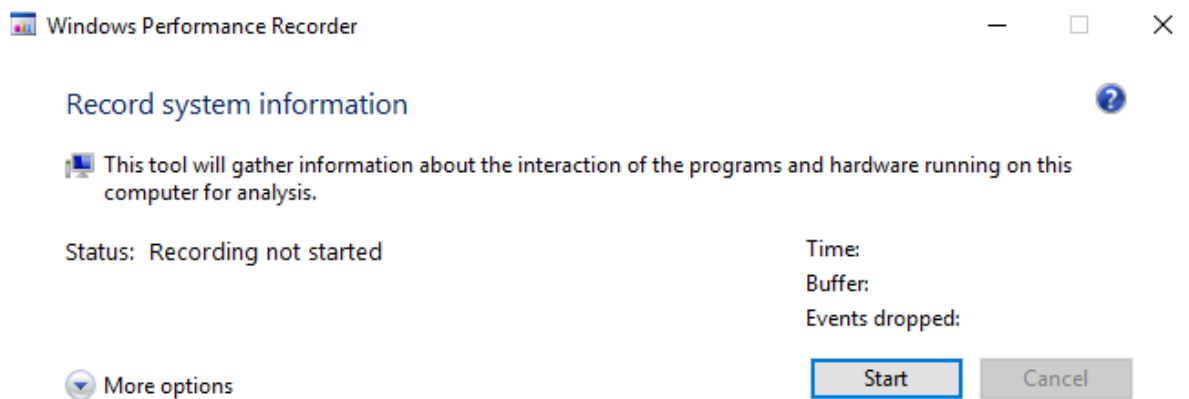 Windows Performance Recorder
Record system information
This tool will gather information about the interaction of the programs and hardware running on this
computer for analysis.
Status: Recording not started
Time:
Buffer:
Events dropped:
More options
Start
Cancel